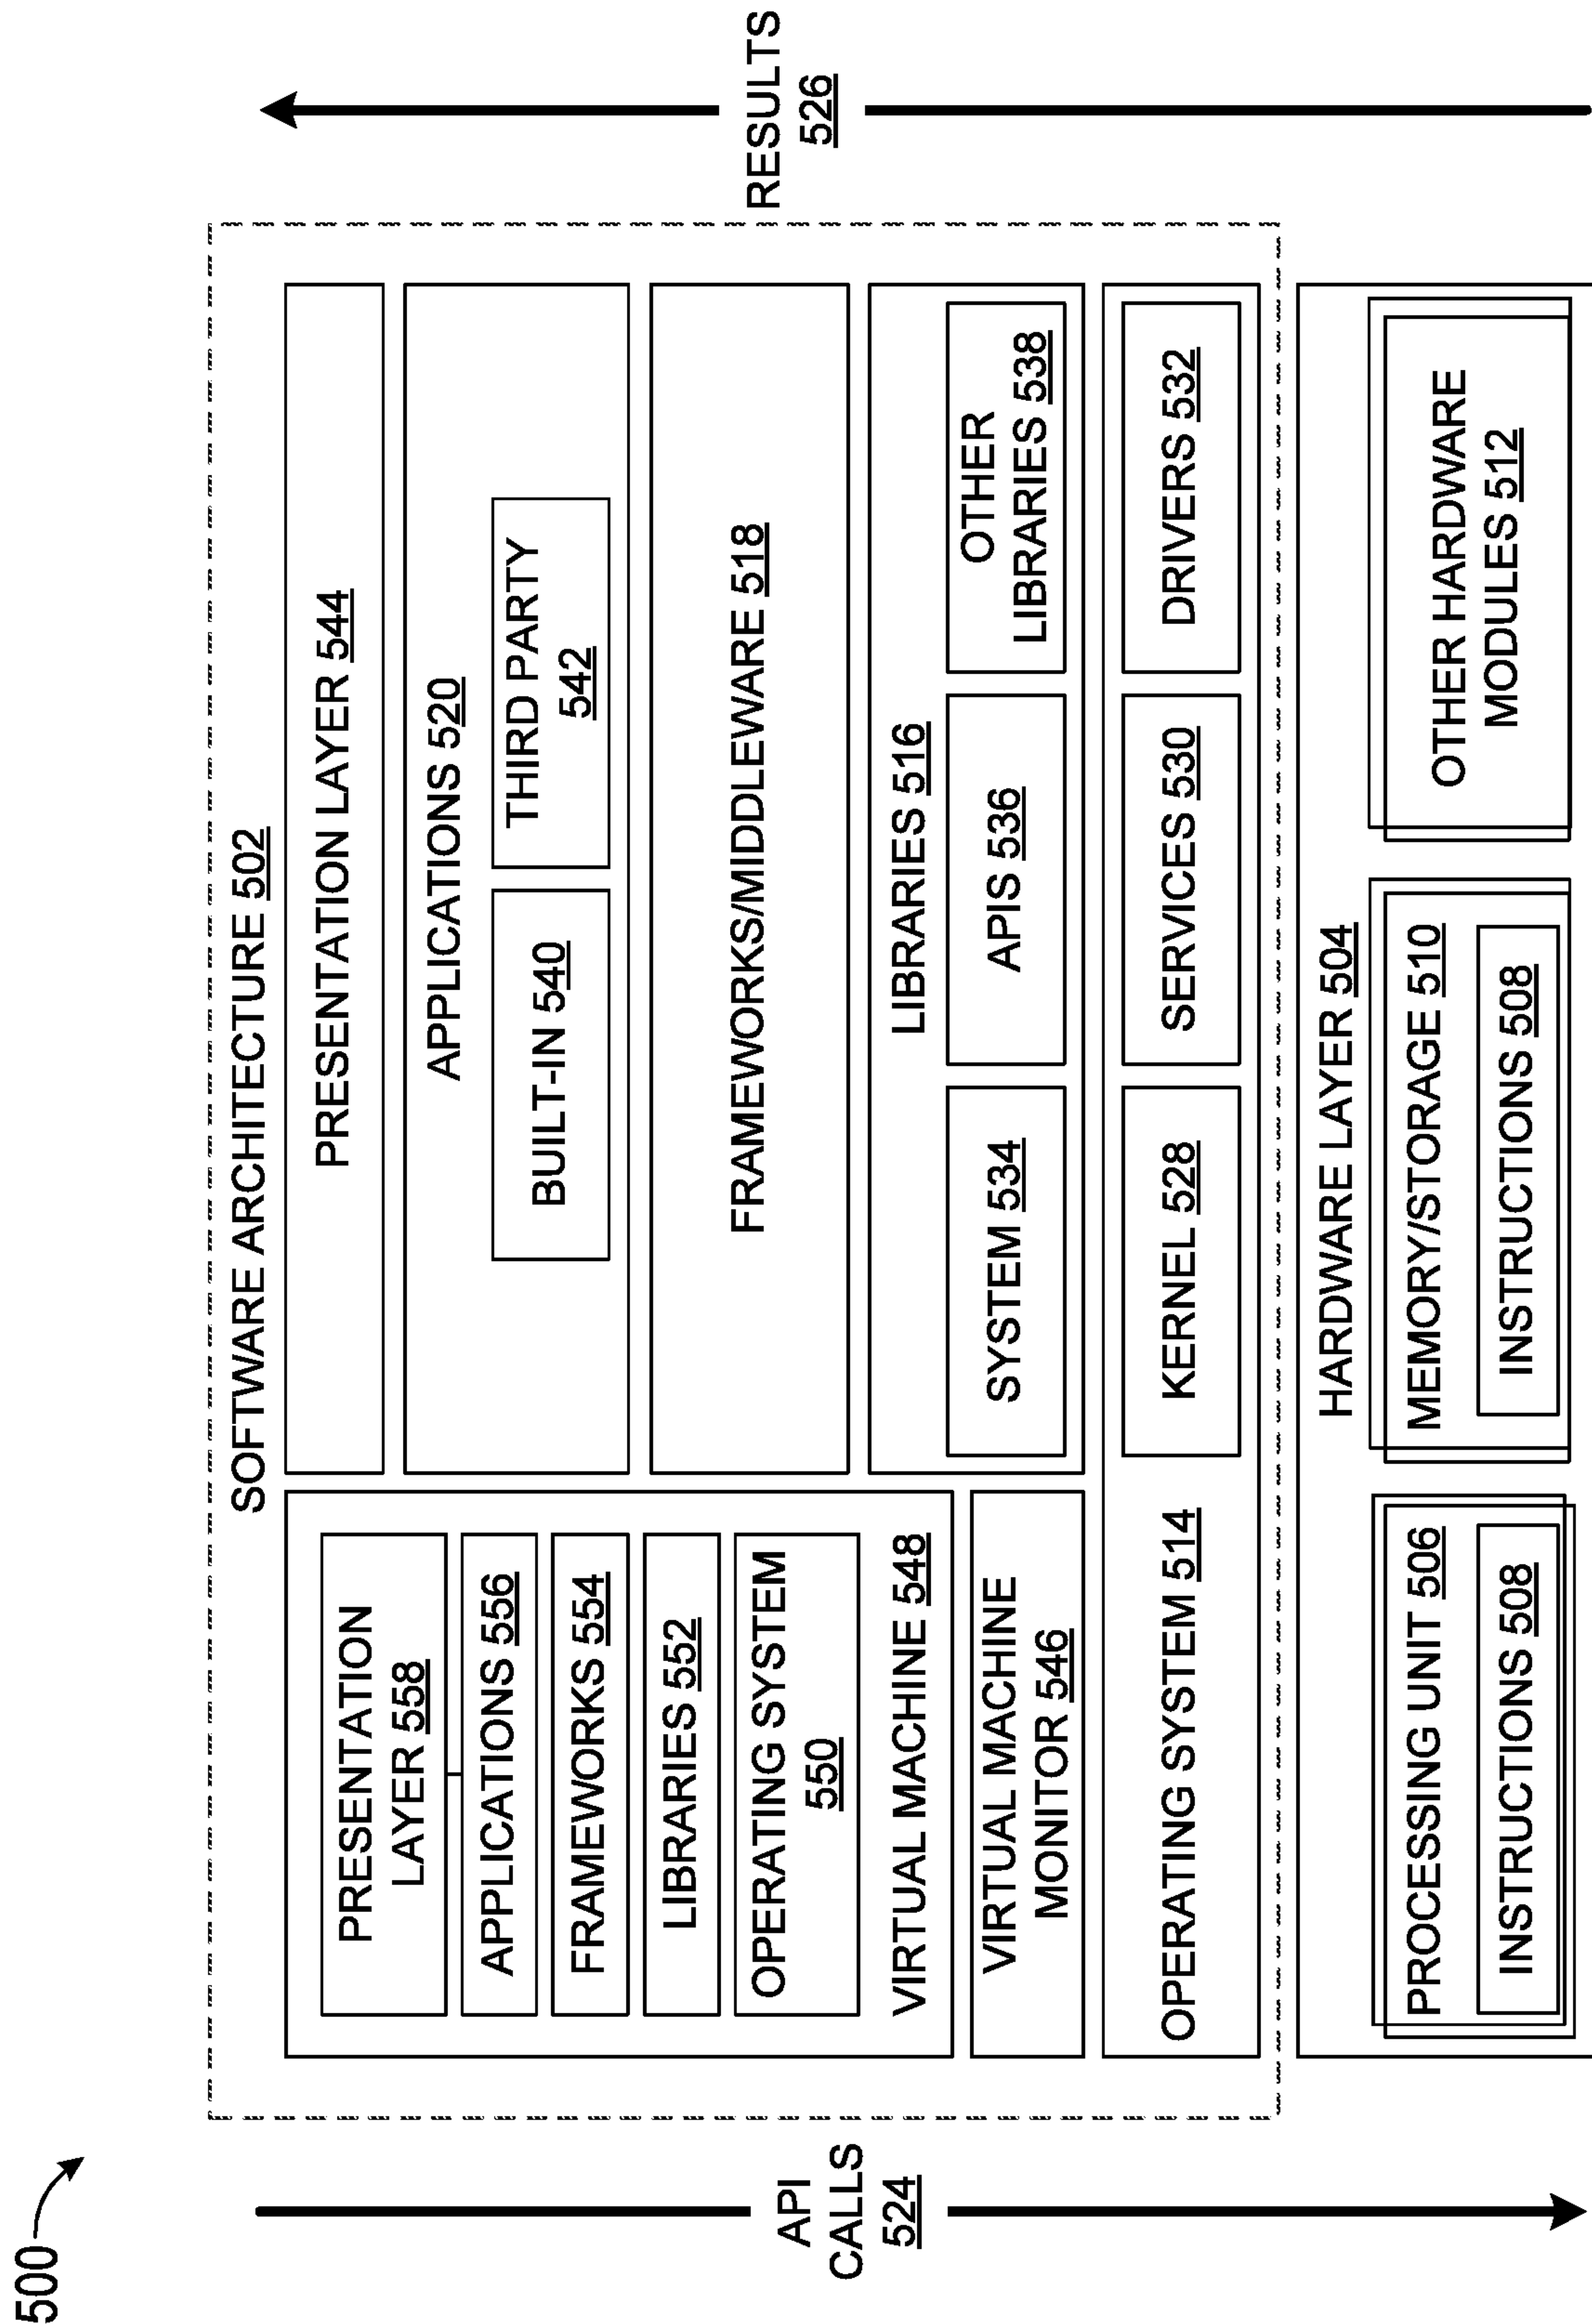 500
SOFTWARE ARCHITECTURE 502
PRESENTATION
LAYER 558
APPLICATIONS 556
FRAMEWORKS 554
LIBRARIES 552
OPERATING SYSTEM
550
VIRTUAL MACHINE 548
VIRTUAL MACHINE
MONITOR 546
PRESENTATION LAYER 544
APPLICATIONS 520
BUILT-IN 540
THIRD PARTY
542
FRAMEWORKS/MIDDLEWARE 518
LIBRARIES 516
SYSTEM 534
APIS 536
OTHER
LIBRARIES 538
OPERATING SYSTEM 514
KERNEL 528
SERVICES 530
DRIVERS 532
API
CALLS
524
RESULTS
526
HARDWARE LAYER 504
PROCESSING UNIT 506
INSTRUCTIONS 508
MEMORY/STORAGE 510
INSTRUCTIONS 508
OTHER HARDWARE
MODULES 512